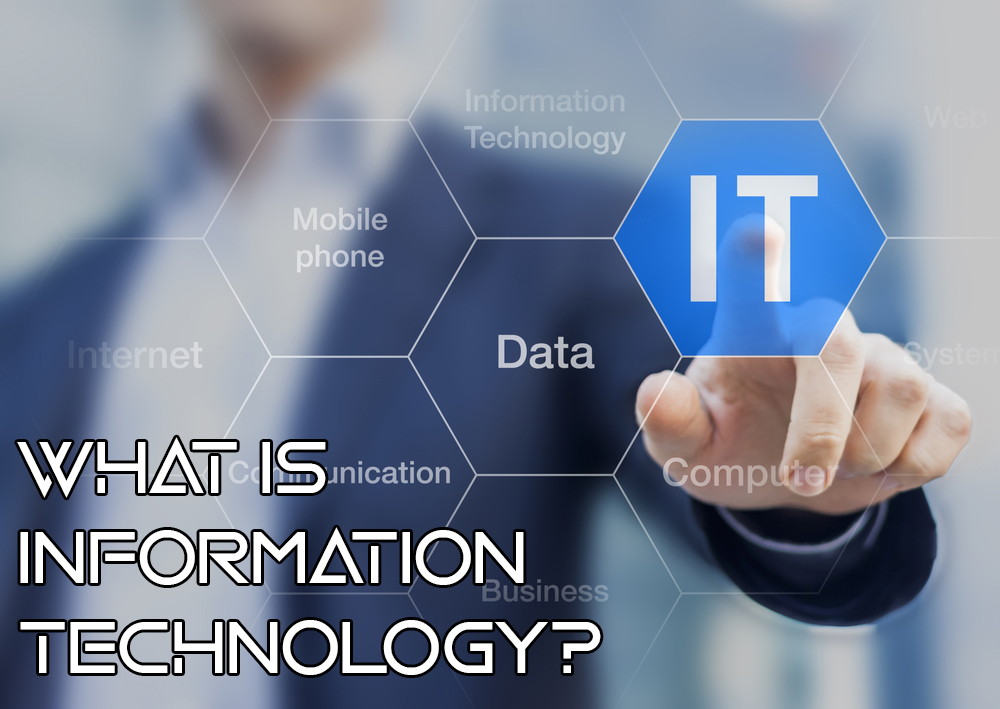 Information
Technology
Web
IT
Mobile
phone
Internet
Data
System
Communication
Computer
Business
WHAT IS
INFORMATION
TECHNOLOGY?